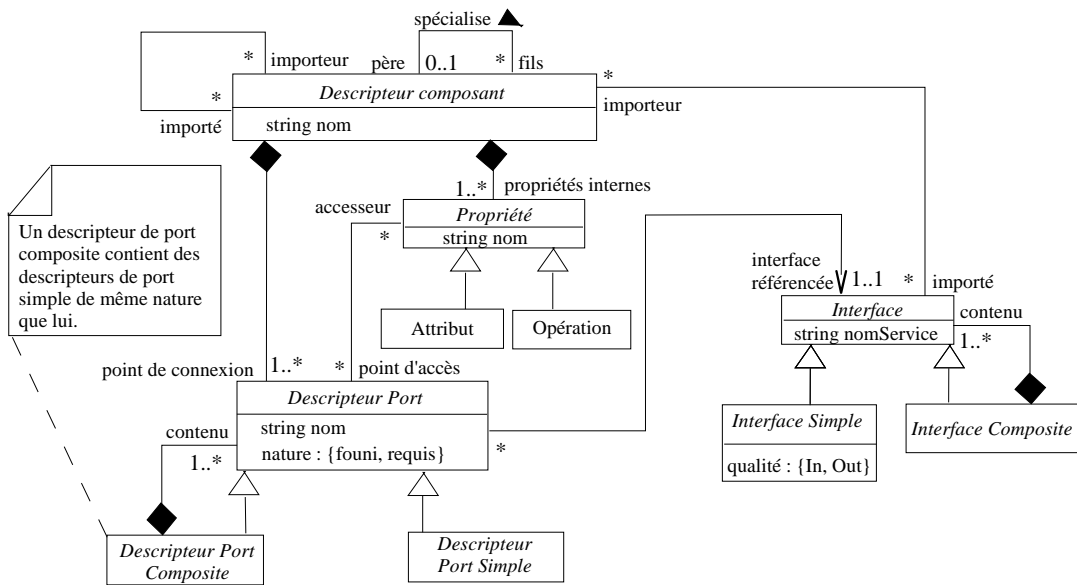 spécialise
* importeur
père
0..1
* fils
*
Descripteur composant
*
importeur
importé
string nom
1..*
propriétés internes
accesseur
*
Propriété
string nom
Un descripteur de port
composite contient des
descripteurs de port
simple de même nature
que lui.
interface
référencée
1..1
* importé
Attribut
Opération
Interface
string nomService
contenu
1..*
point de connexion
1..*
* point d'accès
Descripteur Port
string nom
nature : {founi, requis}
*
contenu
1..*
Interface Simple
qualité : {In, Out}
Interface Composite
Descripteur Port
Composite
Descripteur
Port Simple